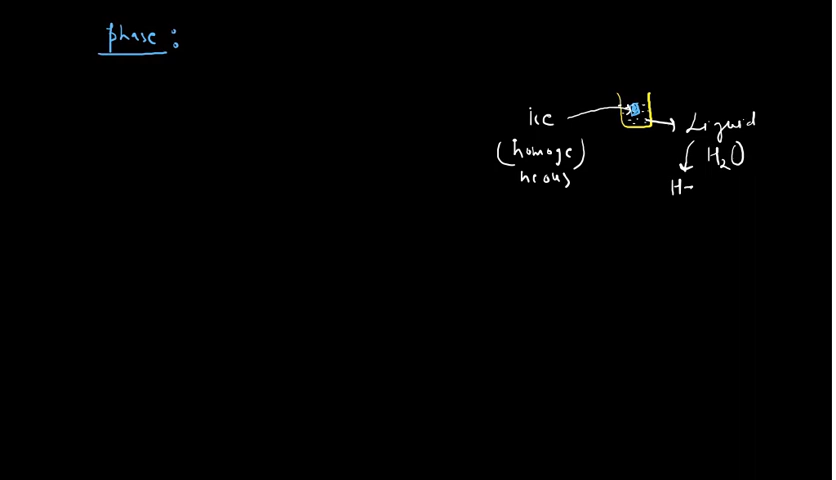 phase :
ice
(homoge
neous)
Liquid
H2O
H-